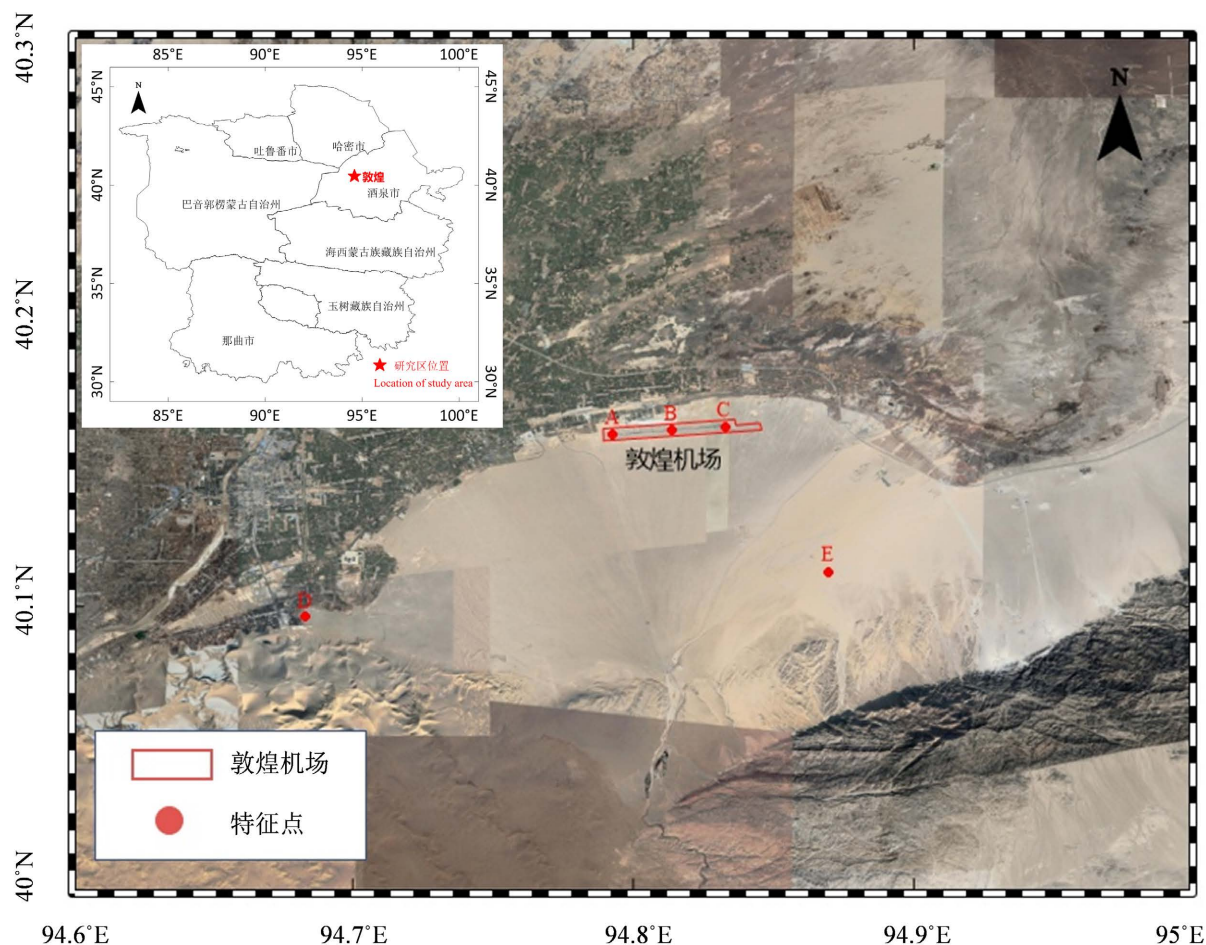 40.3°N
40.2°N
40.1°N
40°N
94.6°E
94.7°E
94.8°E
94.9°E
95°E
85°E
90°E
95°E
100°E
45°N
40°N
35°N
30°N
45°N
40°N
35°N
30°N
85°E
90°E
95°E
100°E
N
吐鲁番市
哈密市
敦煌
酒泉市
巴音郭楞蒙古自治州
海西蒙古族藏族自治州
玉树藏族自治州
那曲市
研究区位置
Location of study area
N
A
B
C
敦煌机场
D
E
敦煌机场
特征点